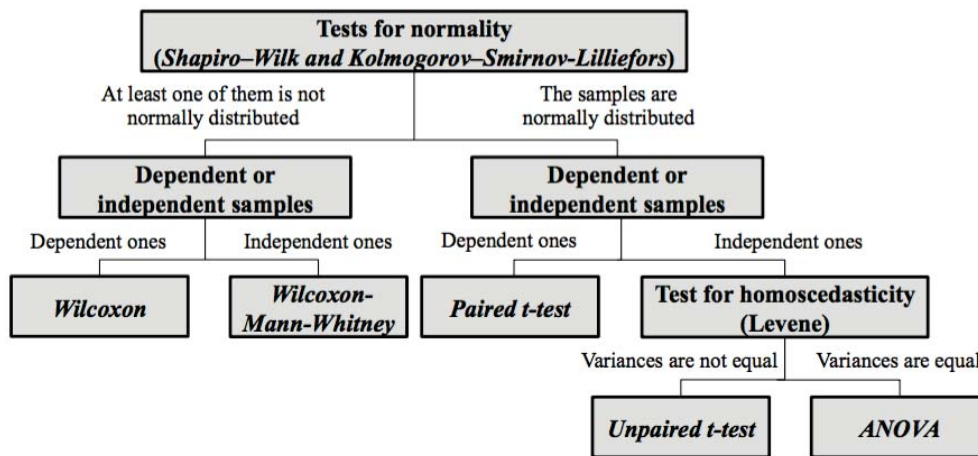 Tests for normality
(Shapiro–Wilk and Kolmogorov–Smirnov-Lilliefors)
At least one of them is not
normally distributed
The samples are
normally distributed
Dependent or
independent samples
Dependent or
independent samples
Dependent ones
Independent ones
Dependent ones
Independent ones
Wilcoxon
Wilcoxon-
Mann-Whitney
Paired t-test
Test for homoscedasticity
(Levene)
Variances are not equal
Variances are equal
Unpaired t-test
ANOVA